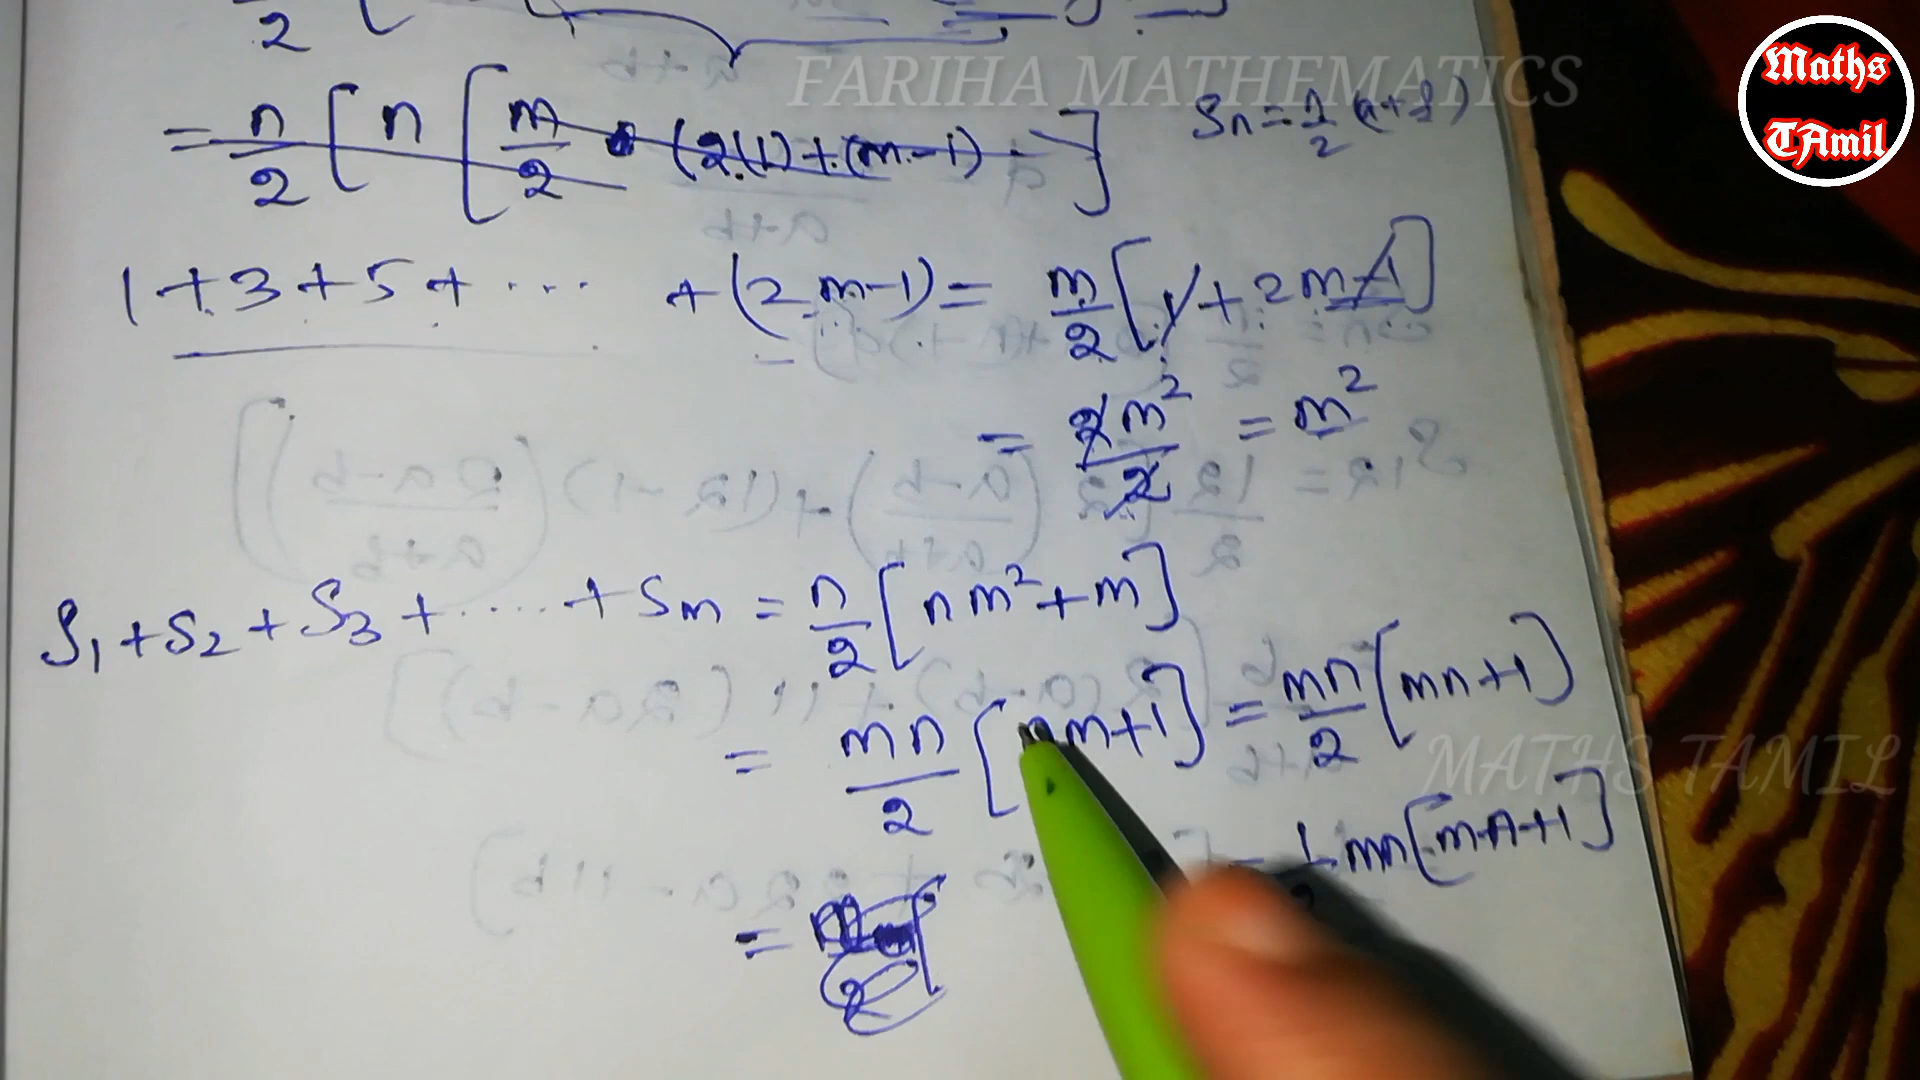 FARIHA MATHEMATICS
Maths
TAmil
= n/2 [ n [ m/2 (2(1) + (m-1) ]
Sn = n/2 (a+l)
1 + 3 + 5 + ... + (2m-1) = m/2 [1 + 2m-1]
= 2m²/2 = m²
S1 + S2 + S3 + ..... + Sm = n/2 [nm² + m]
= mn/2 [nm+1] = mn/2 [mn+1]
MATHS TAMIL
= 1/2 mn[mn+1]